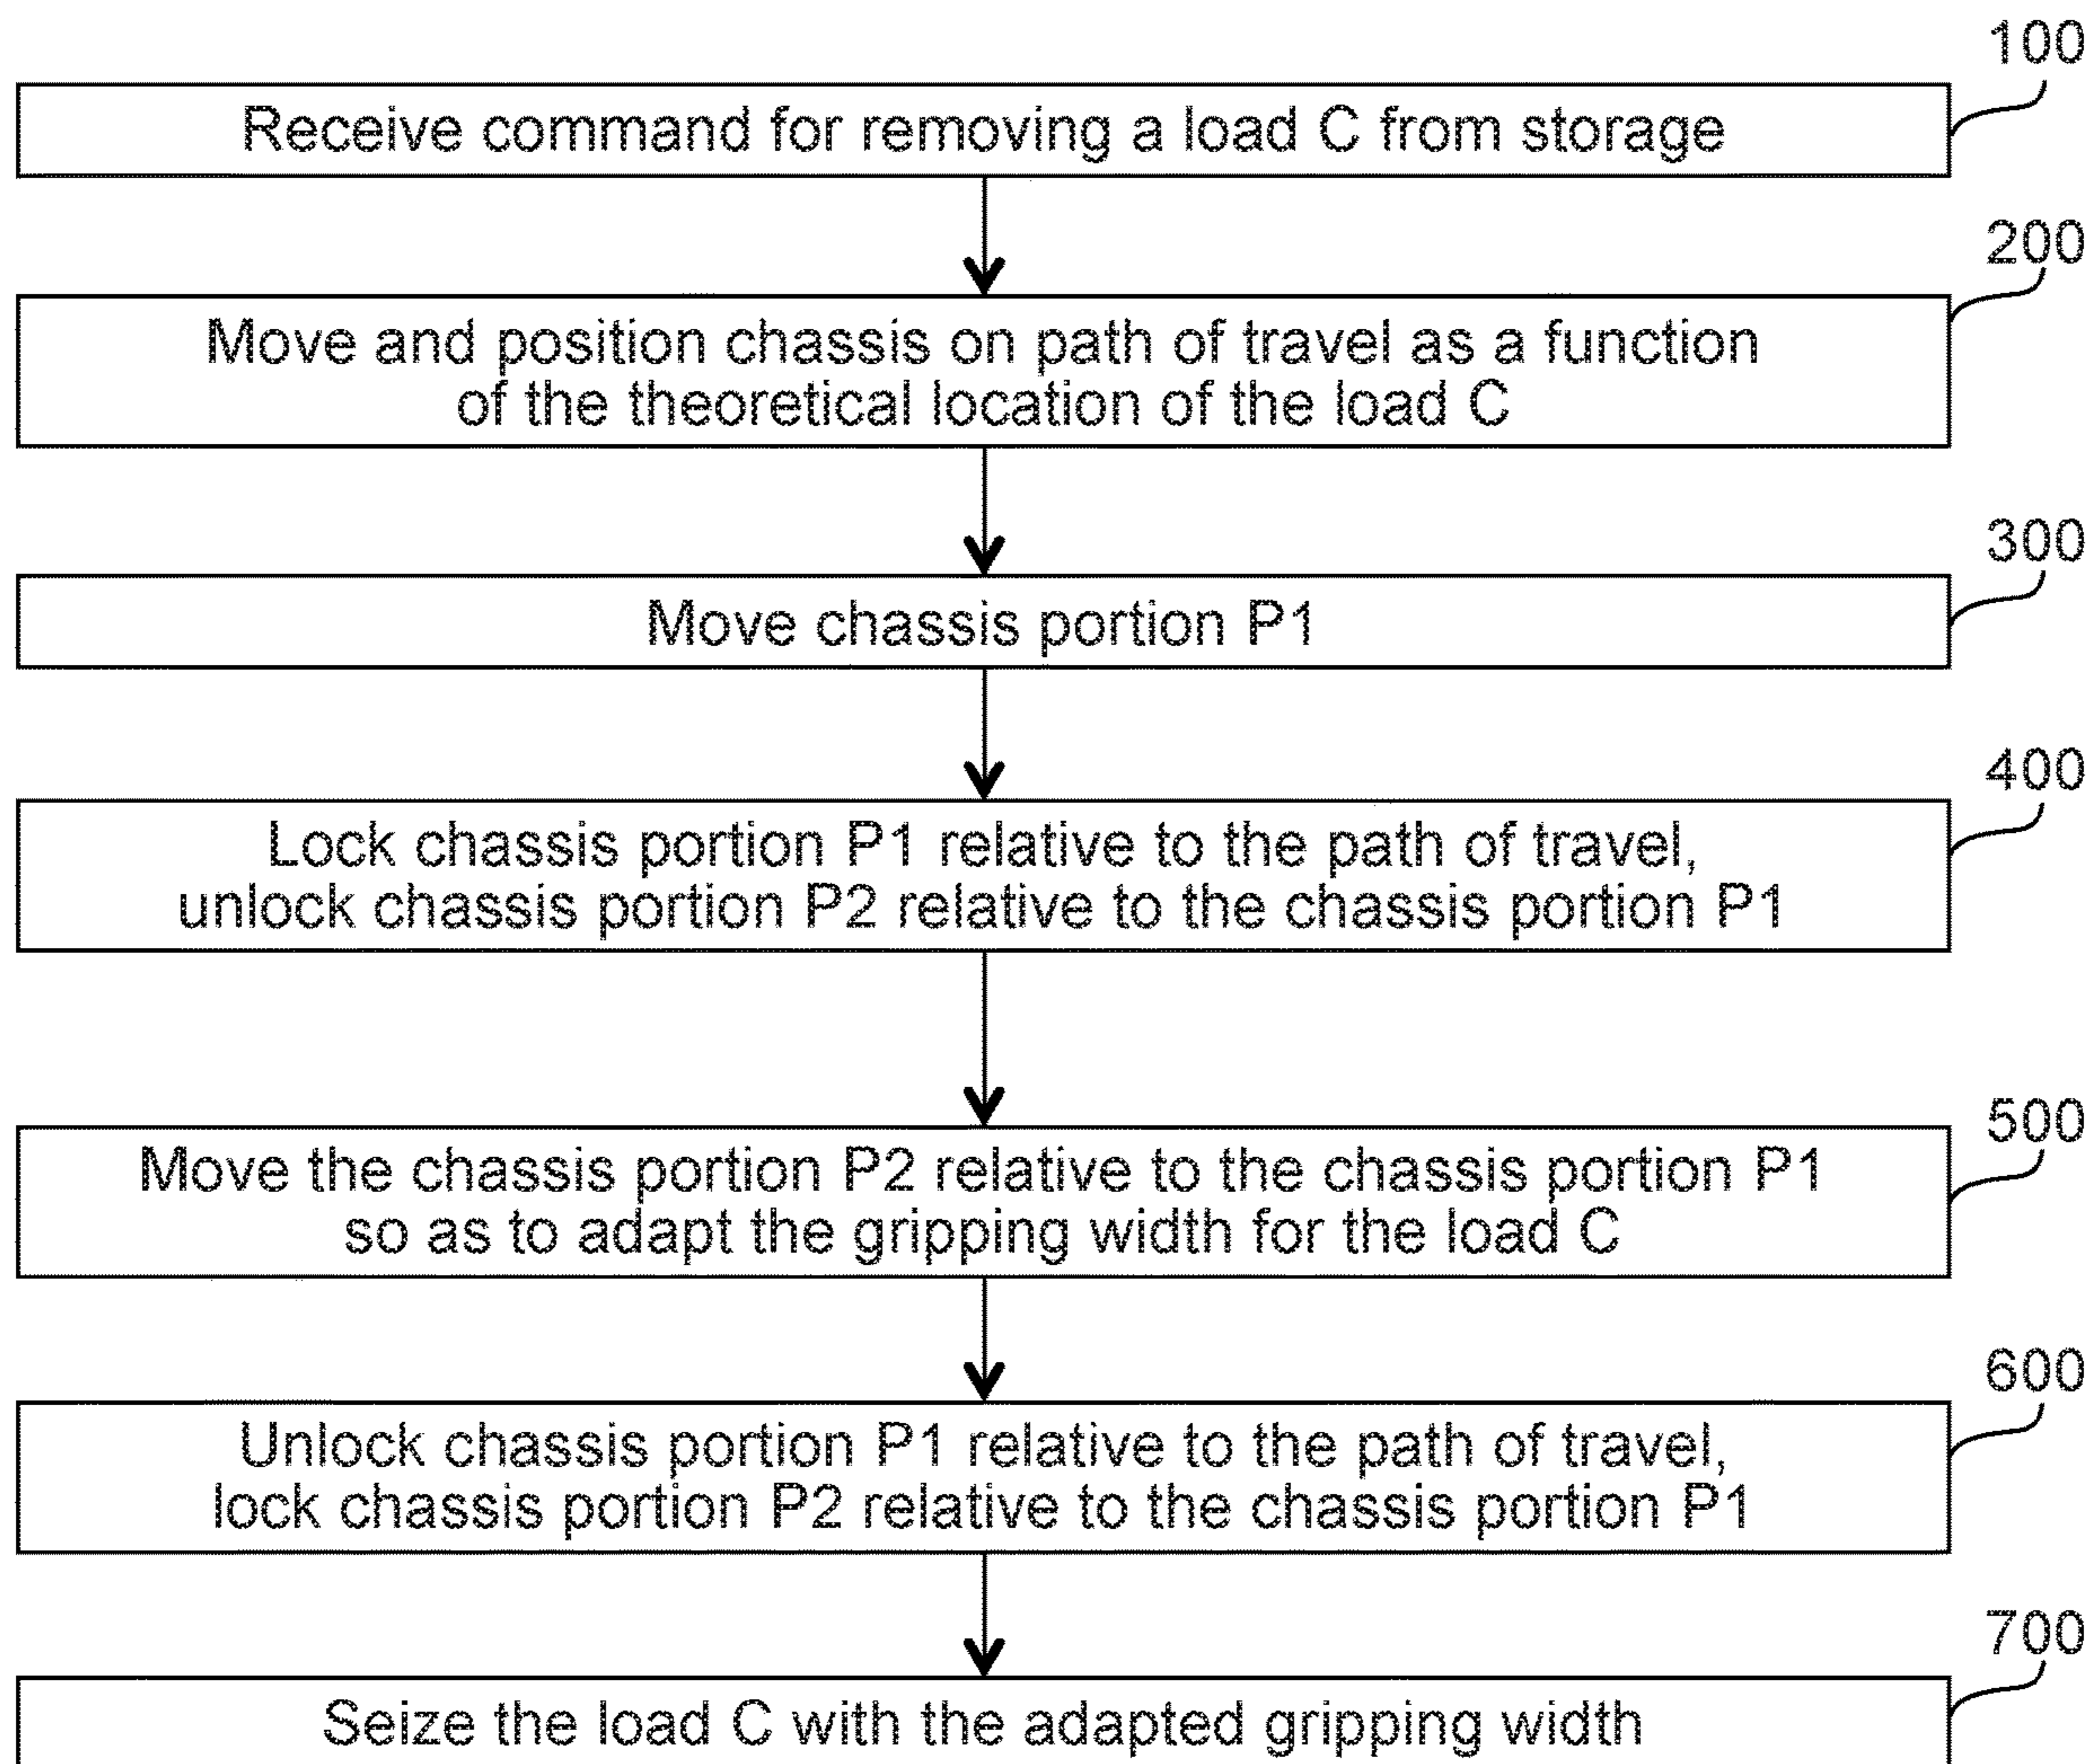 100
Receive command for removing a load C from storage
200
Move and position chassis on path of travel as a function
of the theoretical location of the load C
300
Move chassis portion P1
400
Lock chassis portion P1 relative to the path of travel,
unlock chassis portion P2 relative to the chassis portion P1
500
Move the chassis portion P2 relative to the chassis portion P1
so as to adapt the gripping width for the load C
600
Unlock chassis portion P1 relative to the path of travel,
lock chassis portion P2 relative to the chassis portion P1
700
Seize the load C with the adapted gripping width